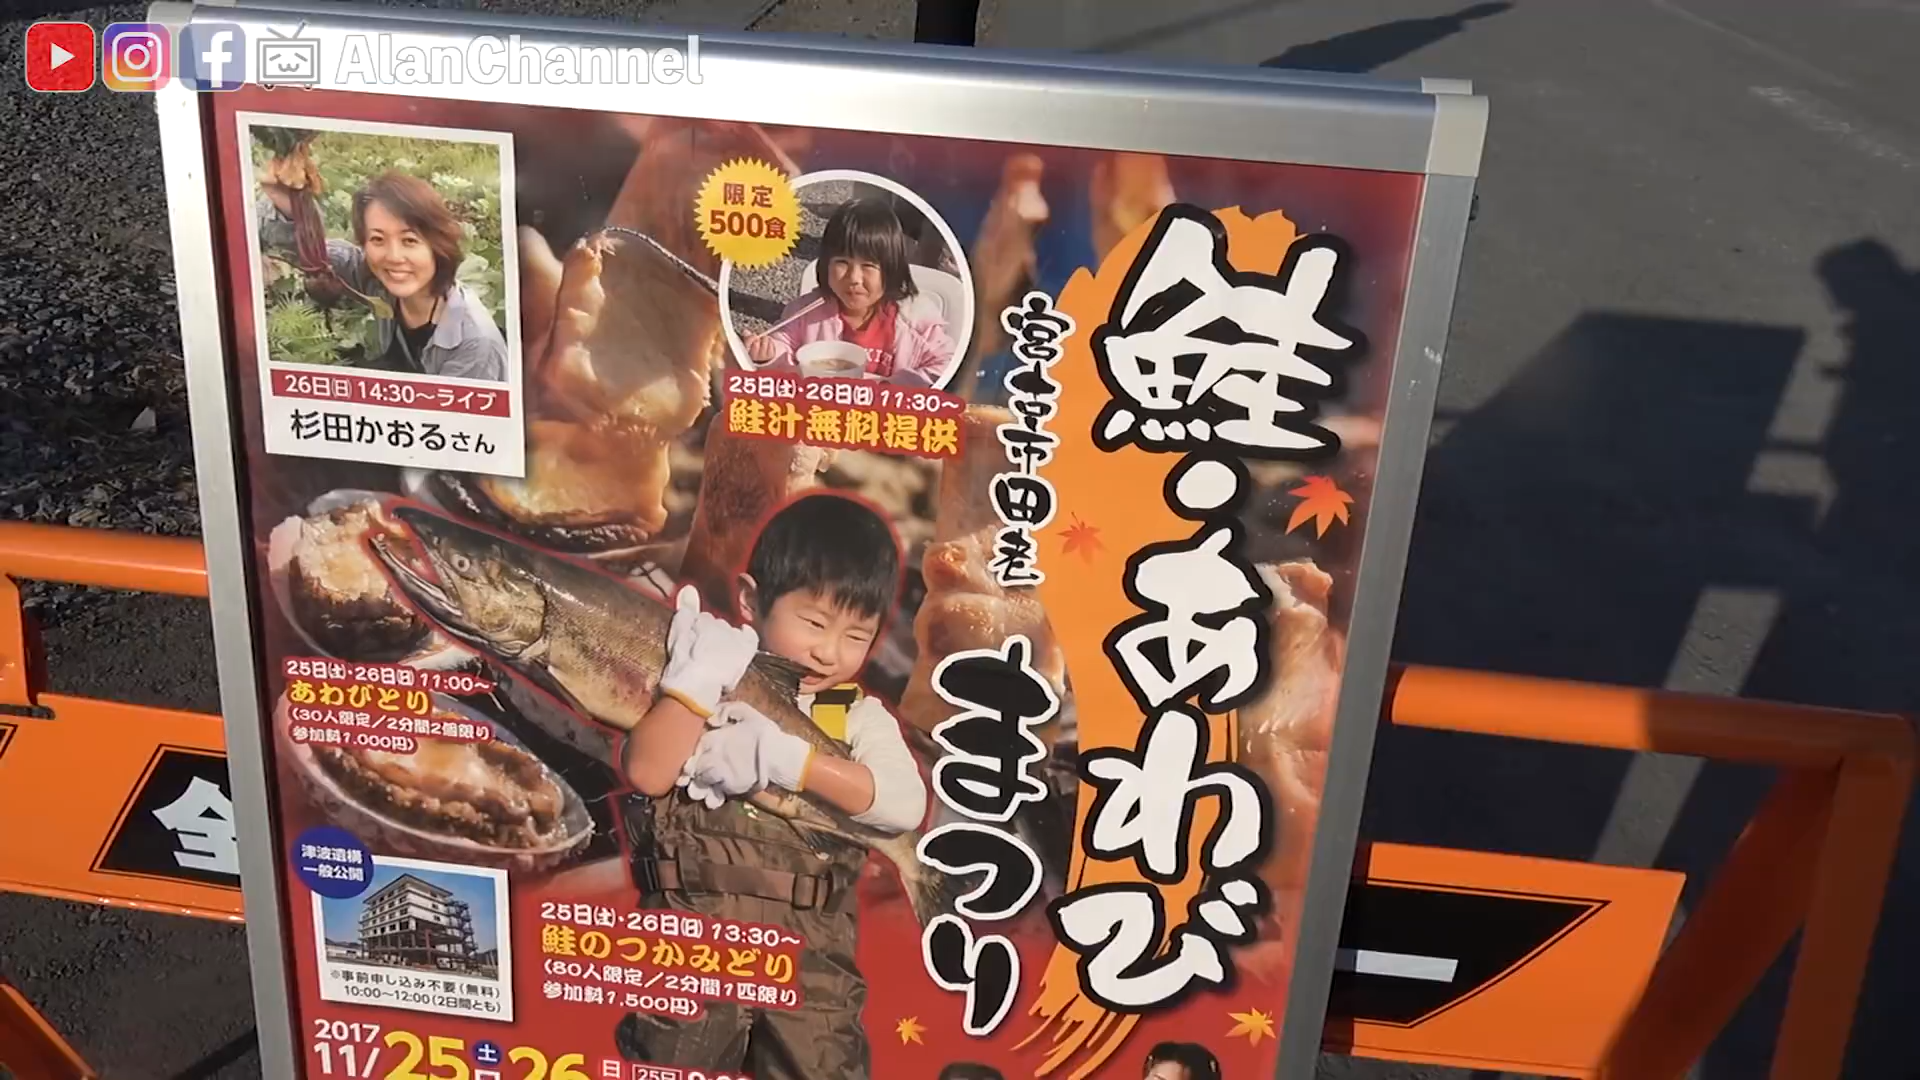 AlanChannel
26日(日)14:30〜ライブ
杉田かおるさん
限定
500食
25日(土)・26日(日)11:30〜
鮭汁無料提供
鮭・あわび
まつり
宮古市田老
25日(土)・26日(日)11:00〜
あわびとり
(30人限定/2分間2個限り
参加料1,000円)
津波遺構
一般公開
※事前申し込み不要(無料)
10:00〜12:00(2日間とも)
25日(土)・26日(日)13:30〜
鮭のつかみどり
(80人限定/2分間1匹限り
参加料1,500円)
2017
11/25土 26日
25日
全